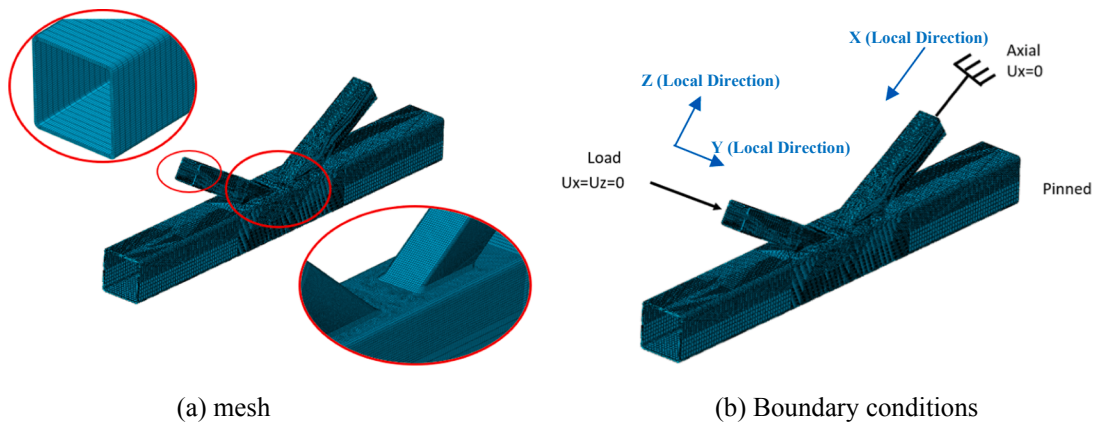 X (Local Direction)
Axial
Ux=0
Z (Local Direction)
Y (Local Direction)
Load
Ux=Uz=0
Pinned
(a) mesh
(b) Boundary conditions